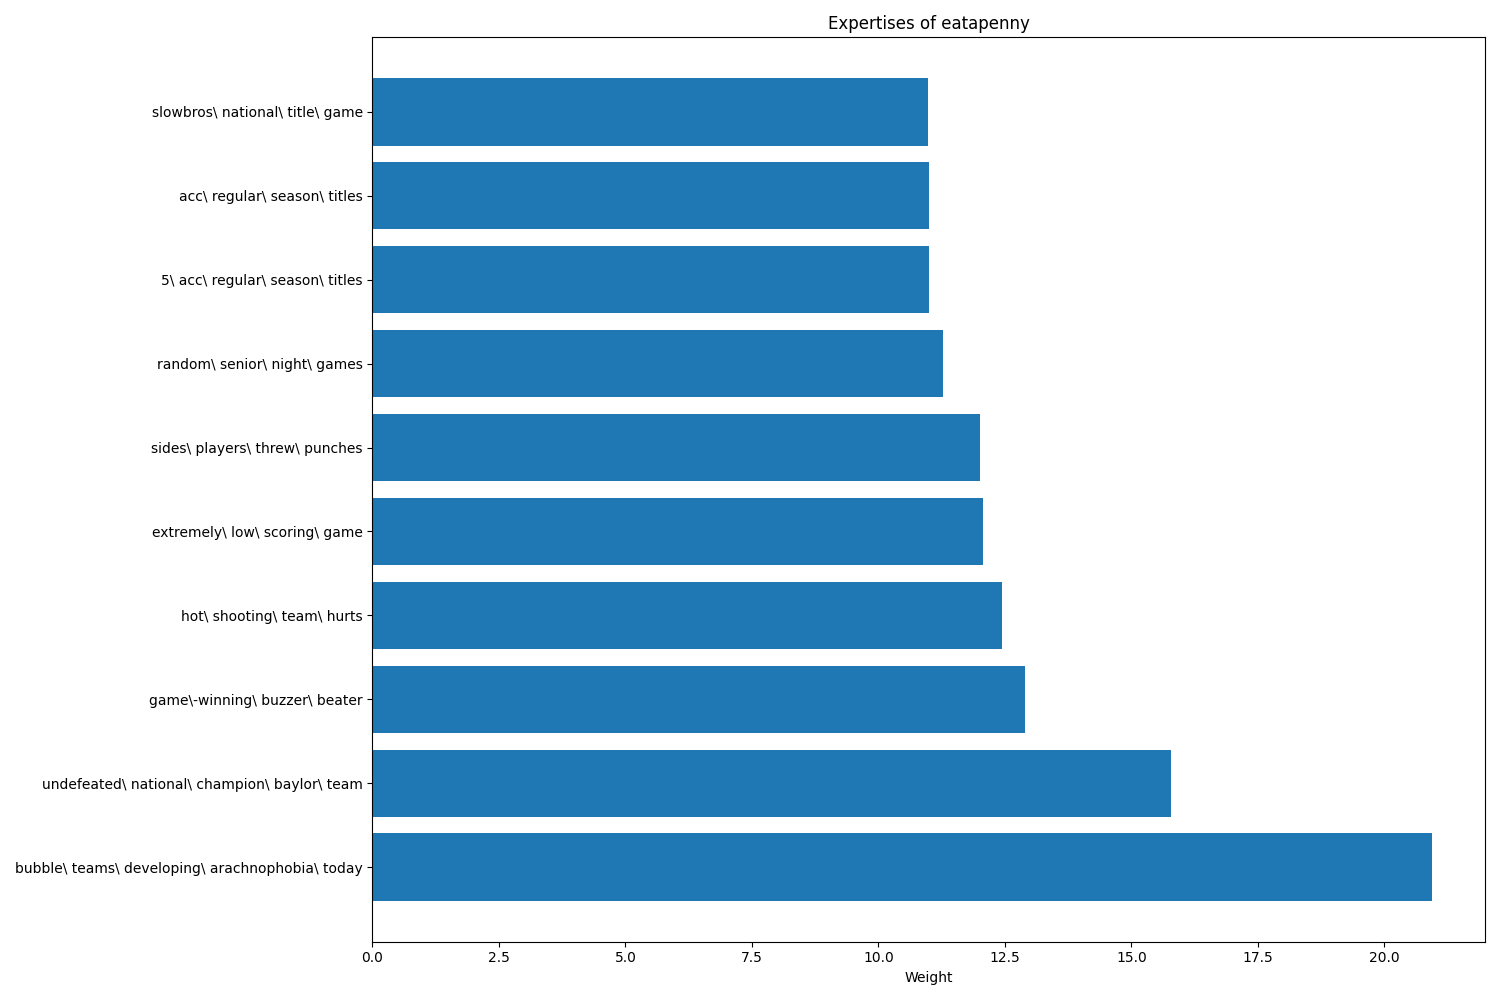 Expertises of eatapenny
slowbros\ national\ title\ game
acc\ regular\ season\ titles
5\ acc\ regular\ season\ titles
random\ senior\ night\ games
sides\ players\ threw\ punches
extremely\ low\ scoring\ game
hot\ shooting\ team\ hurts
game\-winning\ buzzer\ beater
undefeated\ national\ champion\ baylor\ team
bubble\ teams\ developing\ arachnophobia\ today
0.0 2.5 5.0 7.5 10.0 12.5 15.0 17.5 20.0
Weight